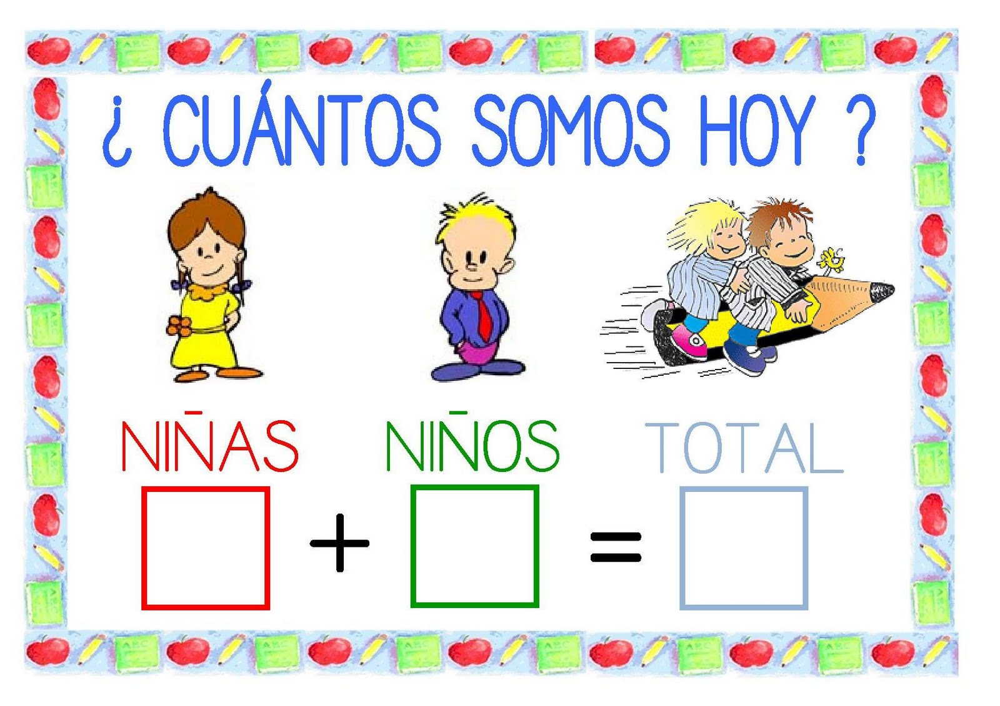 ¿ CUÁNTOS SOMOS HOY ?
NIÑAS NIÑOS TOTAL
+ =